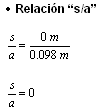 • Relación “s/a”
s/a = 0 m / 0.098 m
s/a = 0